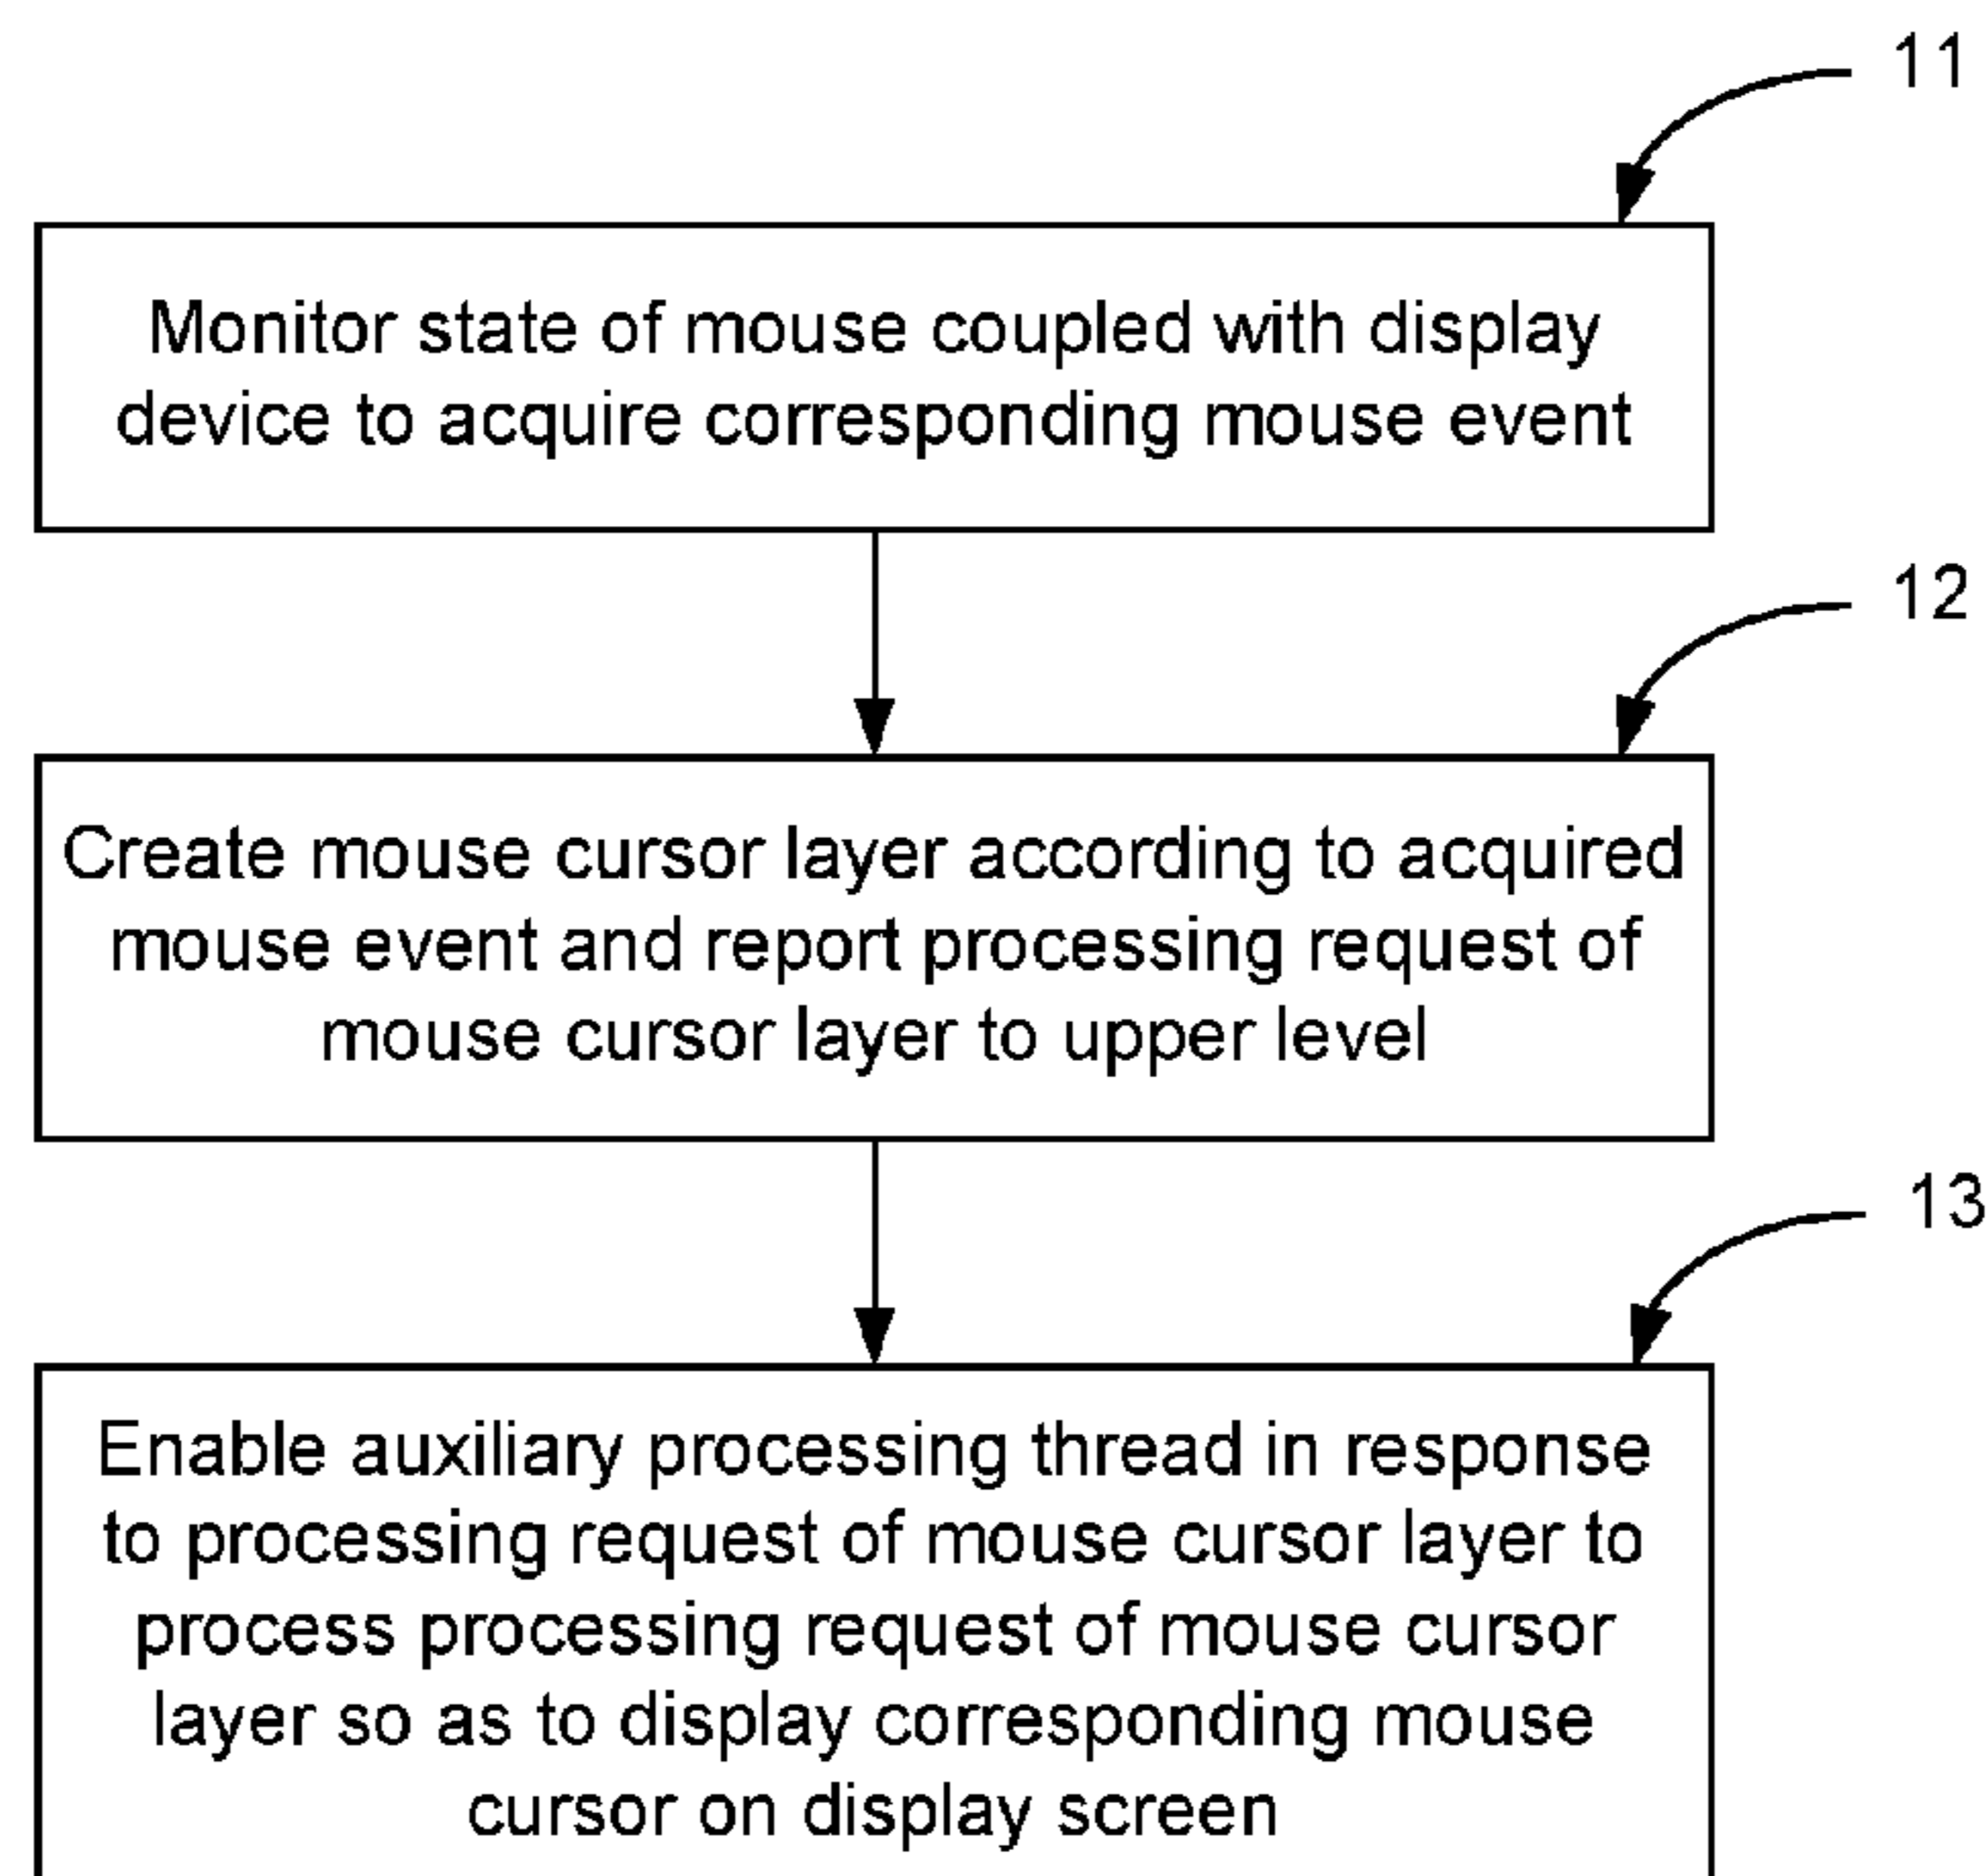 11
Monitor state of mouse coupled with display
device to acquire corresponding mouse event
12
Create mouse cursor layer according to acquired
mouse event and report processing request of
mouse cursor layer to upper level
13
Enable auxiliary processing thread in response
to processing request of mouse cursor layer to
process processing request of mouse cursor
layer so as to display corresponding mouse
cursor on display screen